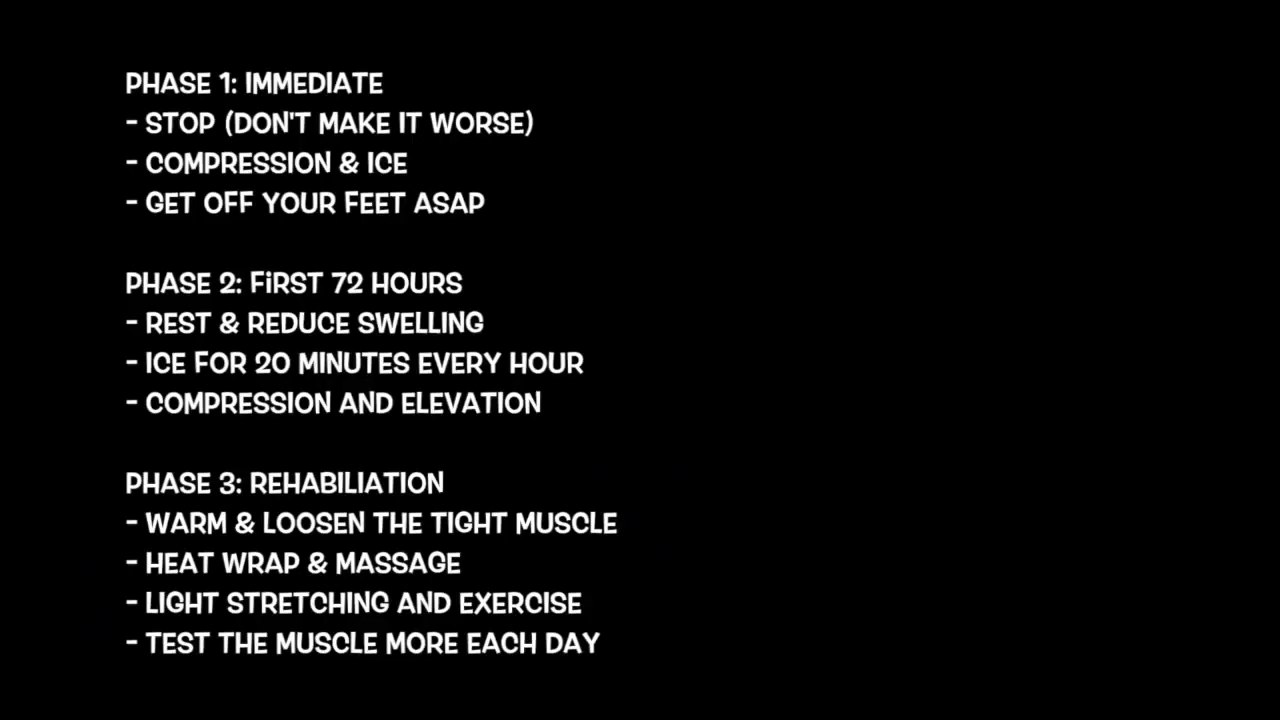 PHASE 1: IMMEDIATE
- STOP (DON'T MAKE IT WORSE)
- COMPRESSION & ICE
- GET OFF YOUR FEET ASAP
PHASE 2: FiRST 72 HOURS
- REST & REDUCE SWELLING
- ICE FOR 20 MINUTES EVERY HOUR
- COMPRESSION AND ELEVATION
PHASE 3: REHABILIATION
- WARM & LOOSEN THE TIGHT MUSCLE
- HEAT WRAP & MASSAGE
- LIGHT STRETCHING AND EXERCISE
- TEST THE MUSCLE MORE EACH DAY